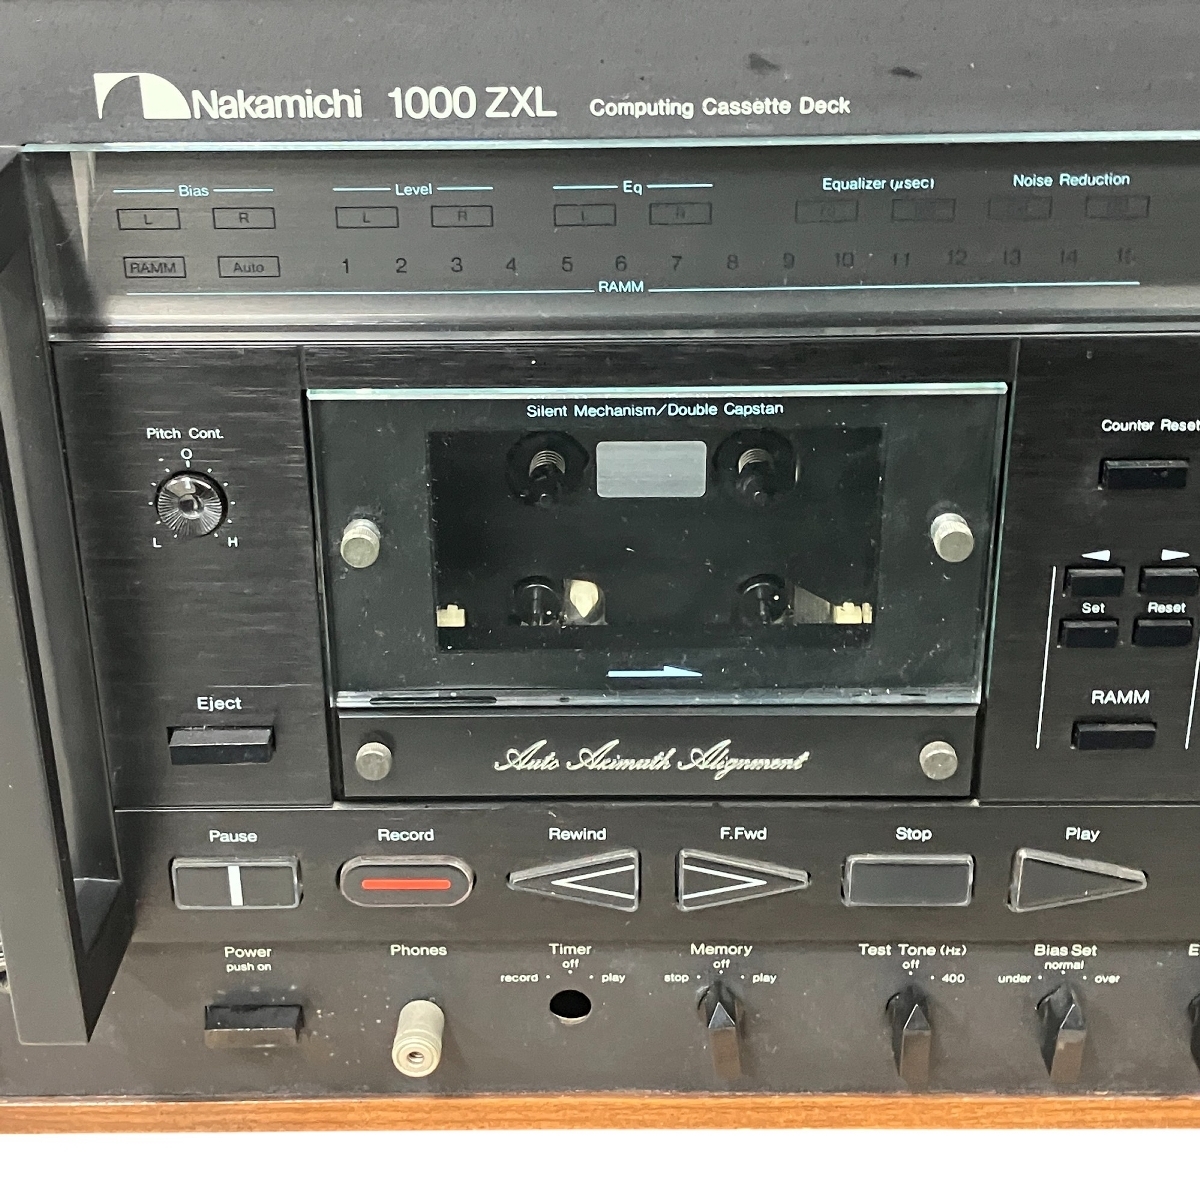 Nakamichi 1000 ZXL Computing Cassette Deck
Bias Level Eq Equalizer (μsec) Noise Reduction
L R L R L R
RAMM Auto 1 2 3 4 5 6 7 8 9 10 11 12 13 14 15
RAMM
Silent Mechanism/Double Capstan
Pitch Cont.
O
L H
Counter Reset
Set Reset
Eject
RAMM
Auto Azimuth Alignment
Pause Record Rewind F.Fwd Stop Play
Power Phones Timer Memory Test Tone (Hz) Bias Set
push on off off off normal
record play stop play 400 under over